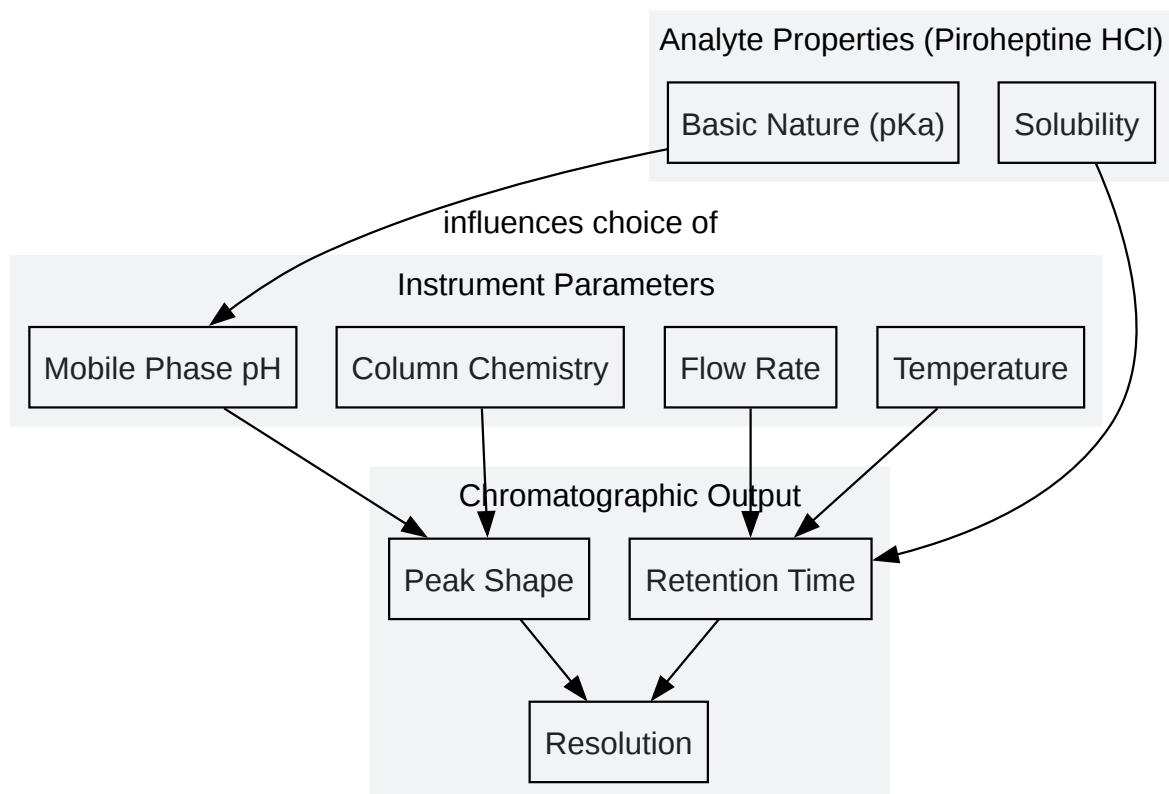 Analyte Properties (Piroheptine HCl)
Basic Nature (pKa)
Solubility
influences choice of
Instrument Parameters
Mobile Phase pH
Column Chemistry
Flow Rate
Temperature
Chromatographic Output
Peak Shape
Retention Time
Resolution